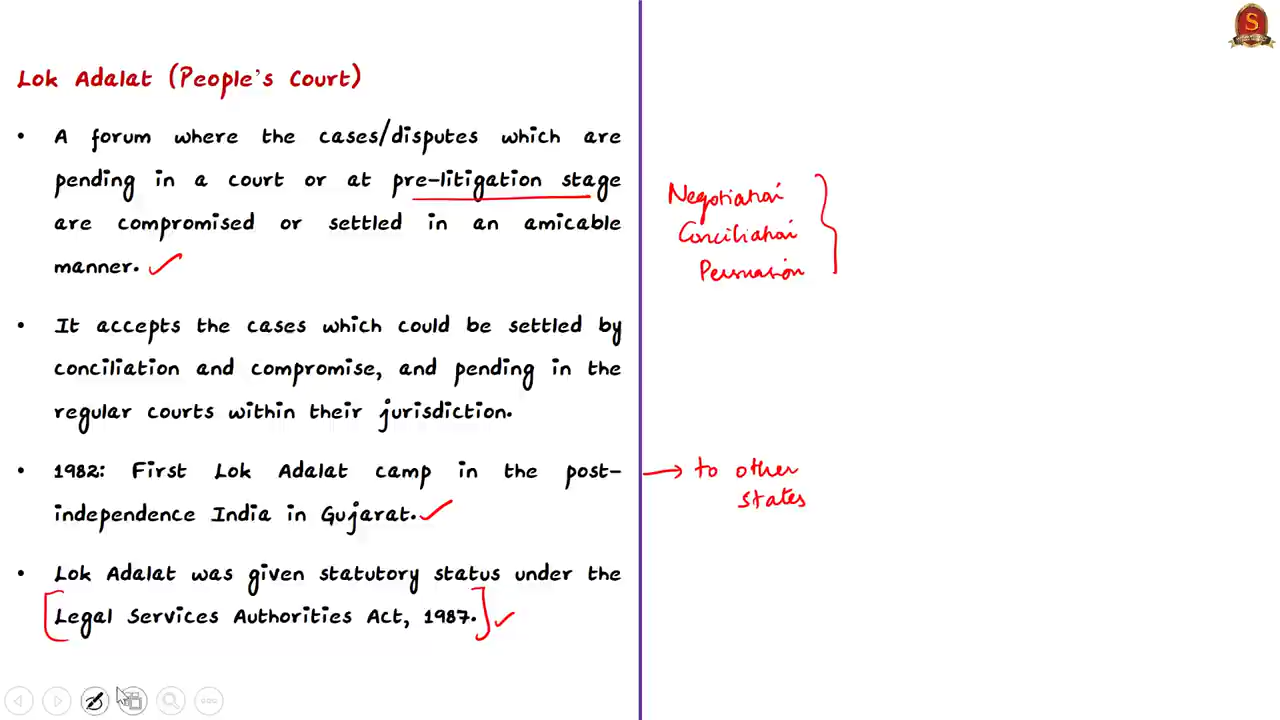 Lok Adalat (People's Court)
• A forum where the cases/disputes which are
pending in a court or at pre-litigation stage
are compromised or settled in an amicable
manner.
• It accepts the cases which could be settled by
conciliation and compromise, and pending in the
regular courts within their jurisdiction.
• 1982: First Lok Adalat camp in the post-
independence India in Gujarat.
• Lok Adalat was given statutory status under the
[Legal Services Authorities Act, 1987.]
Negotiation
Conciliation
Persuasion
→ to other
states
S